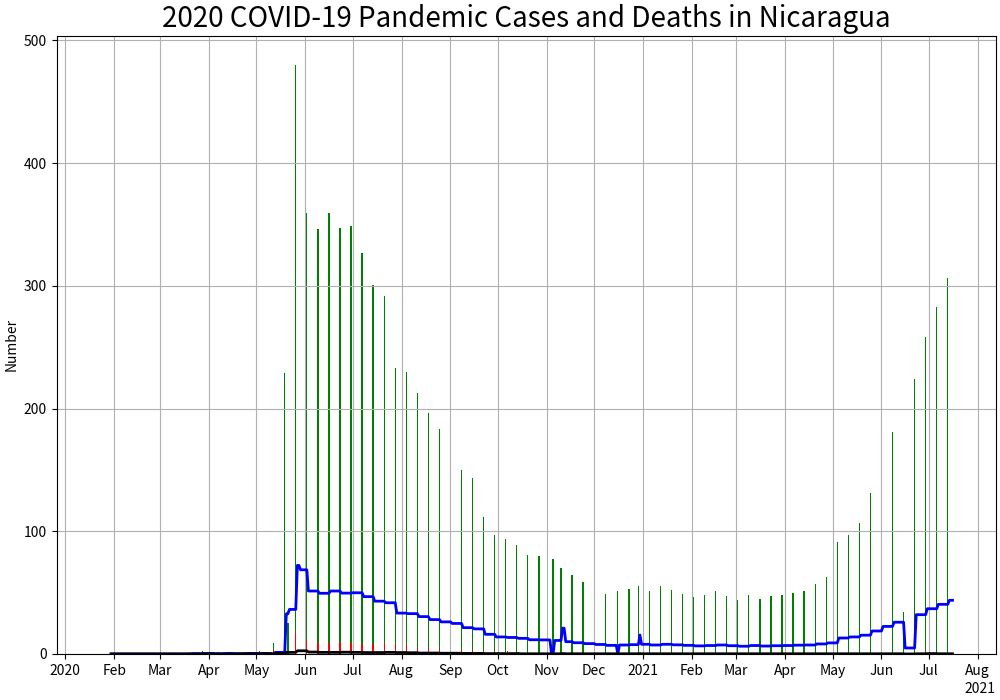 2020 COVID-19 Pandemic Cases and Deaths in Nicaragua
500
400
300
200
100
0
Number
2020 Feb Mar Apr May Jun Jul Aug Sep Oct Nov Dec 2021 Feb Mar Apr May Jun Jul Aug
2021